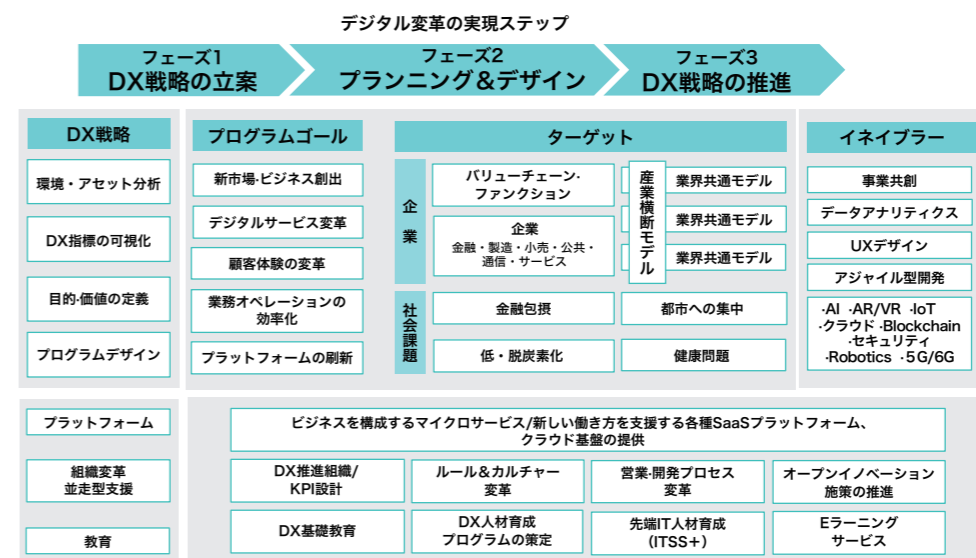 デジタル変革の実現ステップ
フェーズ1
DX戦略の立案
フェーズ2
プランニング＆デザイン
フェーズ3
DX戦略の推進
DX戦略
環境・アセット分析
DX指標の可視化
目的・価値の定義
プログラムデザイン
プログラムゴール
新市場・ビジネス創出
デジタルサービス変革
顧客体験の変革
業務オペレーションの
効率化
プラットフォームの刷新
ターゲット
企業
バリューチェーン・
ファンクション
企業
金融・製造・小売・公共・
通信・サービス
産業横断モデル
業界共通モデル
業界共通モデル
業界共通モデル
社会課題
金融包摂
都市への集中
低・脱炭素化
健康問題
イネイブラー
事業共創
データアナリティクス
UXデザイン
アジャイル型開発
・AI ・AR/VR ・IoT
・クラウド ・Blockchain
・セキュリティ
・Robotics ・5G/6G
プラットフォーム
ビジネスを構成するマイクロサービス/新しい働き方を支援する各種SaaSプラットフォーム、
クラウド基盤の提供
組織変革
並走型支援
DX推進組織/
KPI設計
ルール＆カルチャー
変革
営業・開発プロセス
変革
オープンイノベーション
施策の推進
教育
DX基礎教育
DX人材育成
プログラムの策定
先端IT人材育成
（ITSS＋）
Eラーニング
サービス